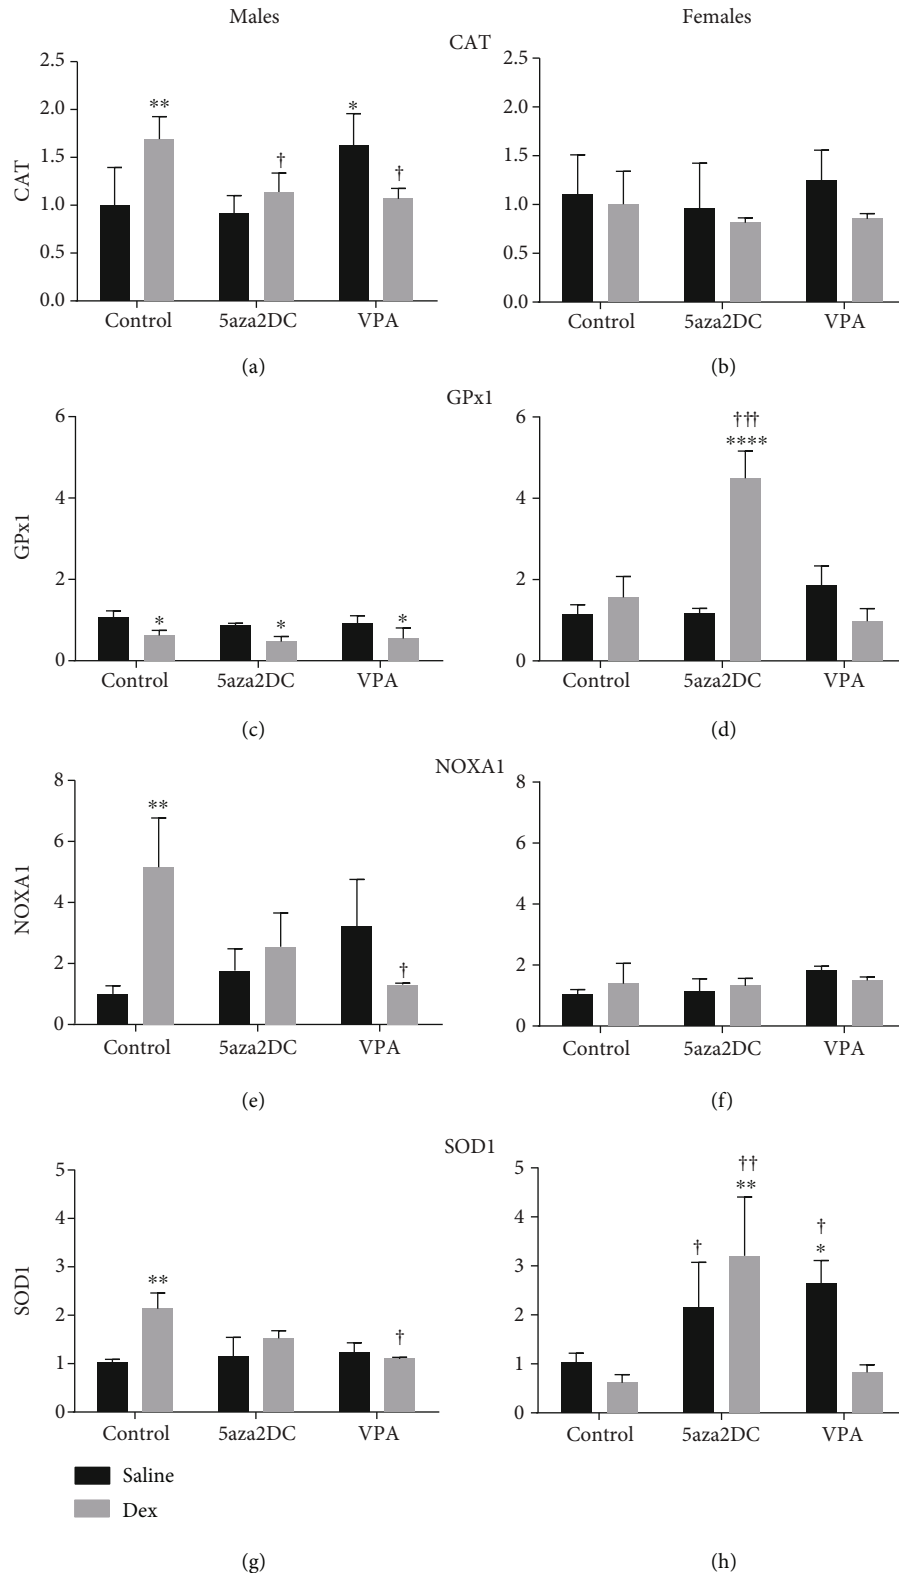 Males Females
CAT
CAT
2.5
2.0
1.5
1.0
0.5
0.0
** † * †
Control 5aza2DC VPA
(a)
2.5
2.0
1.5
1.0
0.5
0.0
Control 5aza2DC VPA
(b)
GPx1
GPx1
6
4
2
0
* * *
Control 5aza2DC VPA
(c)
6
4
2
0
†††
****
Control 5aza2DC VPA
(d)
NOXA1
NOXA1
8
6
4
2
0
** †
Control 5aza2DC VPA
(e)
8
6
4
2
0
Control 5aza2DC VPA
(f)
SOD1
SOD1
5
4
3
2
1
0
** †
Control 5aza2DC VPA
Saline
Dex
(g)
5
4
3
2
1
0
† †† †
** *
Control 5aza2DC VPA
(h)